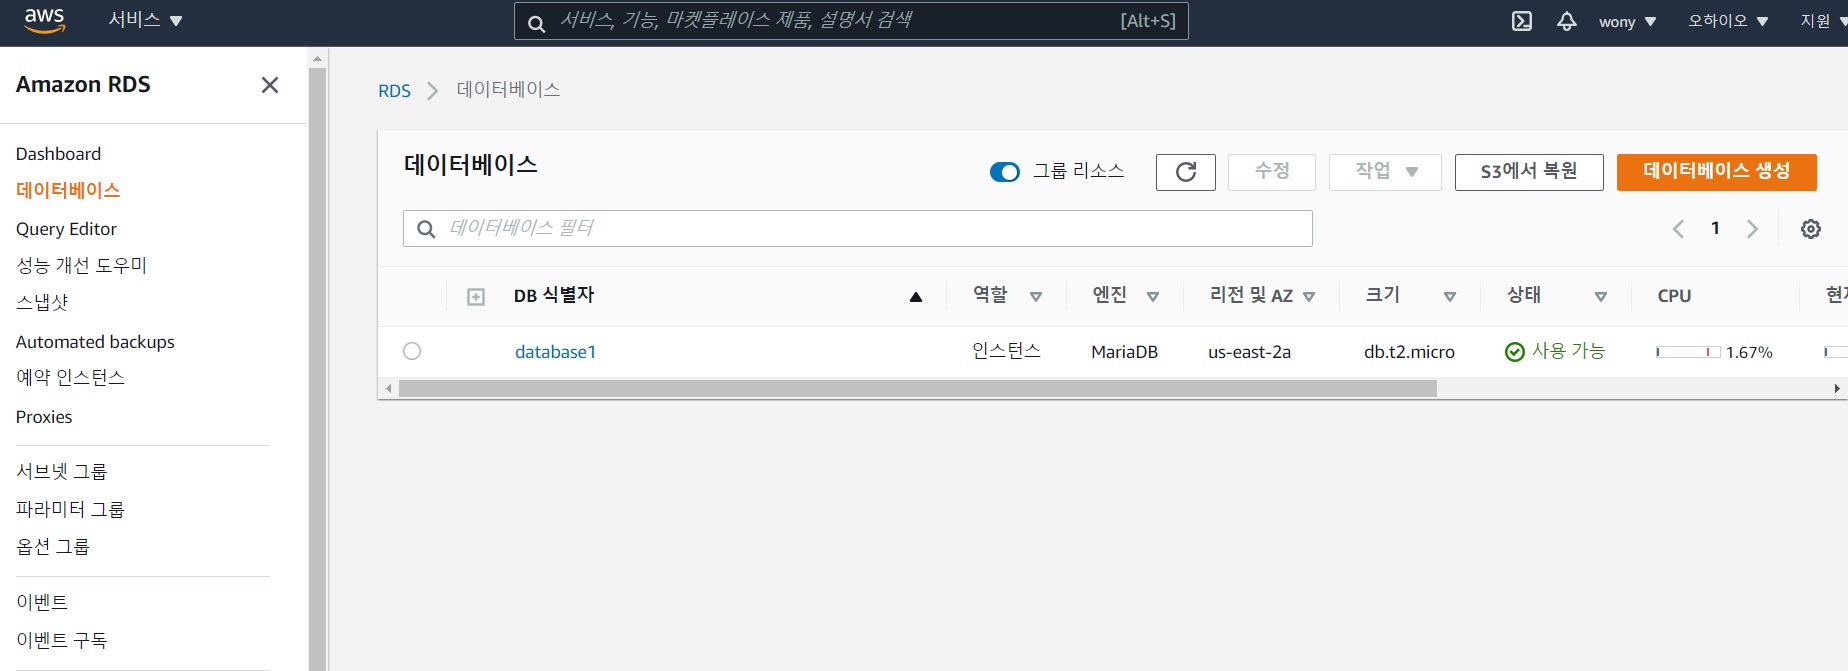 aws 서비스 서비스, 기능, 마켓플레이스 제품, 설명서 검색 [Alt+S] wony 오하이오 지원
Amazon RDS
Dashboard
데이터베이스
Query Editor
성능 개선 도우미
스냅샷
Automated backups
예약 인스턴스
Proxies
서브넷 그룹
파라미터 그룹
옵션 그룹
이벤트
이벤트 구독
RDS 데이터베이스
데이터베이스 그룹 리소스 수정 작업 S3에서 복원 데이터베이스 생성
데이터베이스 필터 1
DB 식별자 역할 엔진 리전 및 AZ 크기 상태 CPU
database1 인스턴스 MariaDB us-east-2a db.t2.micro 사용 가능 1.67%